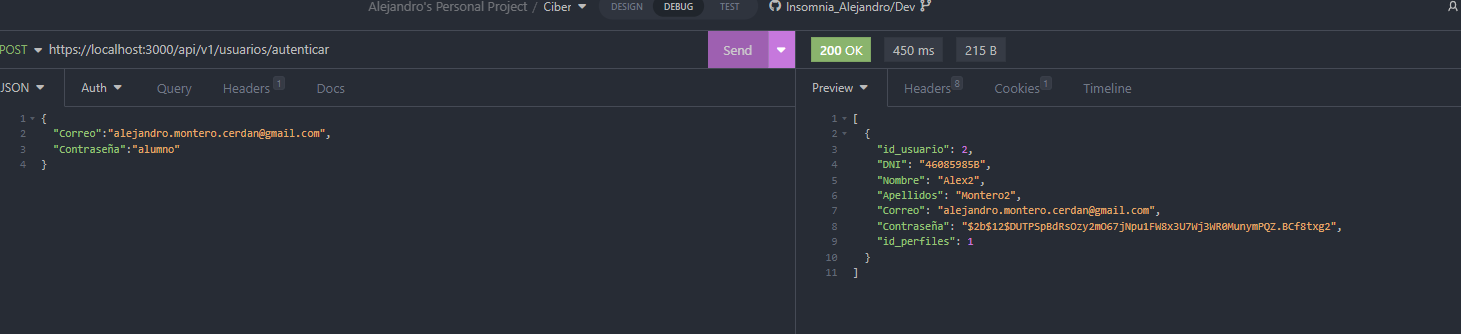 Alejandro's Personal Project / Ciber DESIGN DEBUG TEST Insomnia_Alejandro/Dev
POST https://localhost:3000/api/v1/usuarios/autenticar Send 200 OK 450 ms 215 B
JSON Auth Query Headers 1 Docs
Preview Headers 8 Cookies 1 Timeline
1 {
2 "Correo":"alejandro.montero.cerdan@gmail.com",
3 "Contraseña":"alumno"
4 }
1 [
2 {
3 "id_usuario": 2,
4 "DNI": "46085985B",
5 "Nombre": "Alex2",
6 "Apellidos": "Montero2",
7 "Correo": "alejandro.montero.cerdan@gmail.com",
8 "Contraseña": "$2b$12$DUTPSpBdRsOzy2mO67jNpu1FW8x3U7Wj3WR0MunymPQZ.BCf8txg2",
9 "id_perfiles": 1
10 }
11 ]